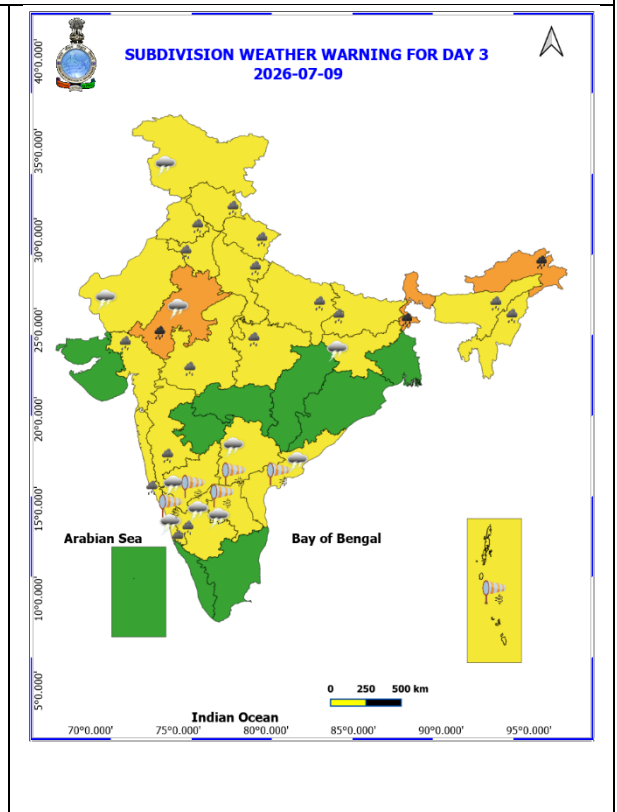 SUBDIVISION WEATHER WARNING FOR DAY 3
2026-07-09
40°0.000'
35°0.000'
30°0.000'
25°0.000'
20°0.000'
15°0.000'
10°0.000'
5°0.000'
Arabian Sea
Bay of Bengal
0 250 500 km
Indian Ocean
70°0.000' 75°0.000' 80°0.000' 85°0.000' 90°0.000' 95°0.000'